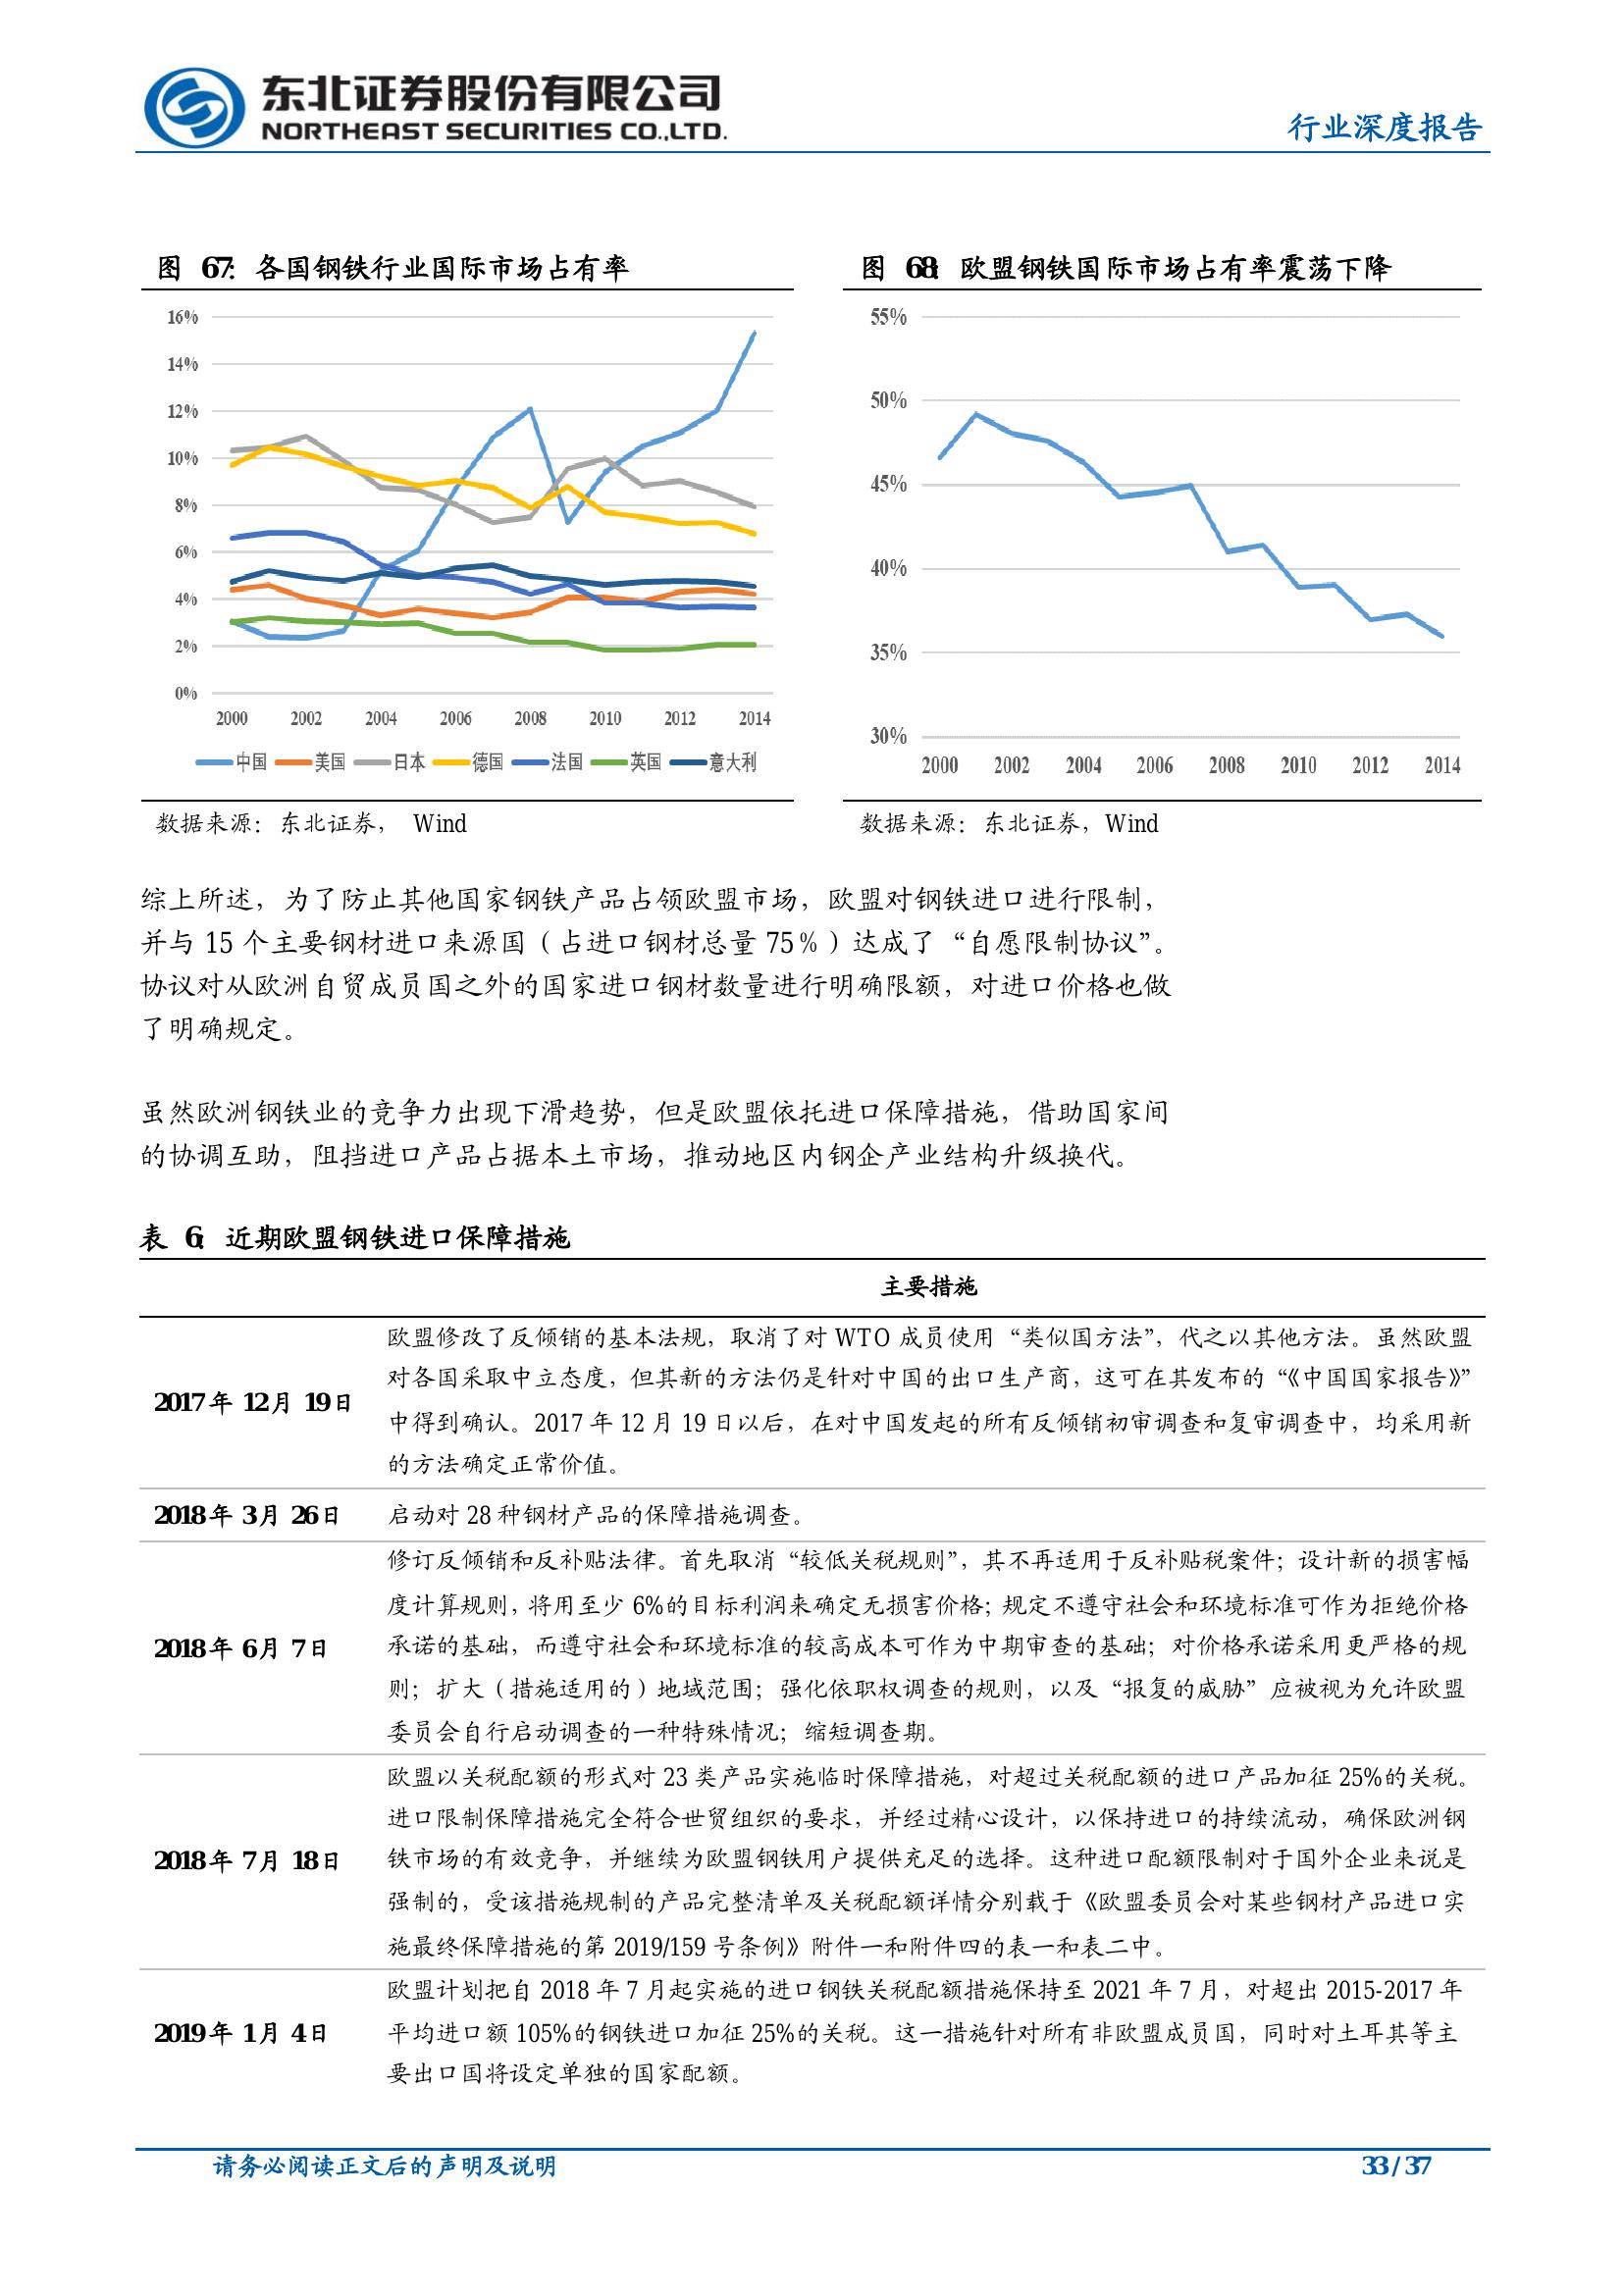 东北证券股份有限公司
NORTHEAST SECURITIES CO.,LTD.
行业深度报告
图 67：各国钢铁行业国际市场占有率
16%
14%
12%
10%
8%
6%
4%
2%
0%
2000 2002 2004 2006 2008 2010 2012 2014
中国 美国 日本 德国 法国 英国 意大利
数据来源：东北证券， Wind
图 68：欧盟钢铁国际市场占有率震荡下降
55%
50%
45%
40%
35%
30%
2000 2002 2004 2006 2008 2010 2012 2014
数据来源：东北证券，Wind
综上所述，为了防止其他国家钢铁产品占领欧盟市场，欧盟对钢铁进口进行限制，
并与 15 个主要钢材进口来源国（占进口钢材总量 75%）达成了“自愿限制协议”。
协议对从欧洲自贸成员国之外的国家进口钢材数量进行明确限额，对进口价格也做
了明确规定。
虽然欧洲钢铁业的竞争力出现下滑趋势，但是欧盟依托进口保障措施，借助国家间
的协调互助，阻挡进口产品占据本土市场，推动地区内钢企产业结构升级换代。
表 6：近期欧盟钢铁进口保障措施
主要措施
2017 年 12 月 19 日
欧盟修改了反倾销的基本法规，取消了对 WTO 成员使用“类似国方法”，代之以其他方法。虽然欧盟
对各国采取中立态度，但其新的方法仍是针对中国的出口生产商，这可在其发布的“《中国国家报告》”
中得到确认。2017 年 12 月 19 日以后，在对中国发起的所有反倾销初审调查和复审调查中，均采用新
的方法确定正常价值。
2018 年 3 月 26 日
启动对 28 种钢材产品的保障措施调查。
2018 年 6 月 7 日
修订反倾销和反补贴法律。首先取消“较低关税规则”，其不再适用于反补贴税案件；设计新的损害幅
度计算规则，将用至少 6%的目标利润来确定无损害价格；规定不遵守社会和环境标准可作为拒绝价格
承诺的基础，而遵守社会和环境标准的较高成本可作为中期审查的基础；对价格承诺采用更严格的规
则；扩大（措施适用的）地域范围；强化依职权调查的规则，以及“报复的威胁”应被视为允许欧盟
委员会自行启动调查的一种特殊情况；缩短调查期。
2018 年 7 月 18 日
欧盟以关税配额的形式对 23 类产品实施临时保障措施，对超过关税配额的进口产品加征 25%的关税。
进口限制保障措施完全符合世贸组织的要求，并经过精心设计，以保持进口的持续流动，确保欧洲钢
铁市场的有效竞争，并继续为欧盟钢铁用户提供充足的选择。这种进口配额限制对于国外企业来说是
强制的，受该措施规制的产品完整清单及关税配额详情分别载于《欧盟委员会对某些钢材产品进口实
施最终保障措施的第 2019/159 号条例》附件一和附件四的表一和表二中。
2019 年 1 月 4 日
欧盟计划把自 2018 年 7 月起实施的进口钢铁关税配额措施保持至 2021 年 7 月，对超出 2015-2017 年
平均进口额 105%的钢铁进口加征 25%的关税。这一措施针对所有非欧盟成员国，同时对土耳其等主
要出口国将设定单独的国家配额。
请务必阅读正文后的声明及说明
33 / 37